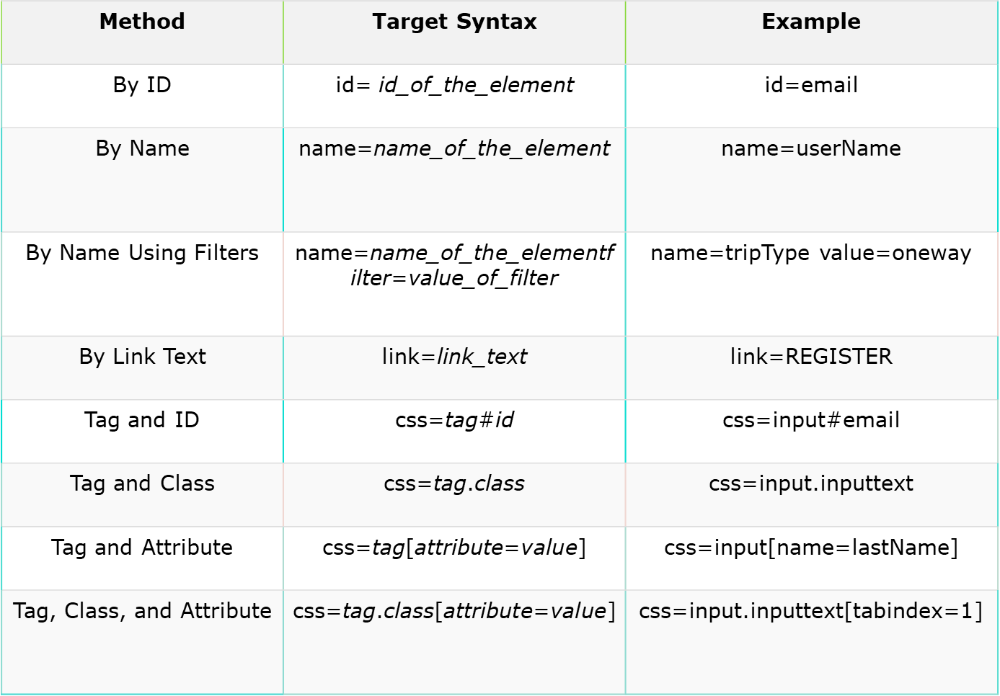 Method Target Syntax Example
By ID id= id_of_the_element id=email
By Name name=name_of_the_element name=userName
By Name Using Filters name=name_of_the_elementf name=tripType value=oneway
ilter=value_of_filter
By Link Text link=link_text link=REGISTER
Tag and ID css=tag#id css=input#email
Tag and Class css=tag.class css=input.inputtext
Tag and Attribute css=tag[attribute=value] css=input[name=lastName]
Tag, Class, and Attribute css=tag.class[attribute=value] css=input.inputtext[tabindex=1]